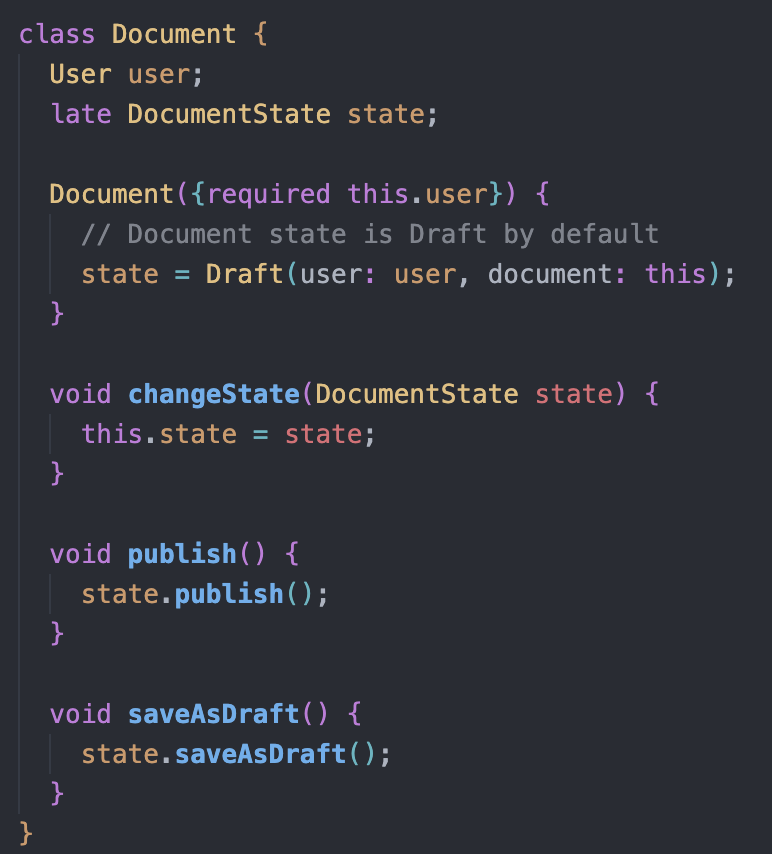 class Document {
  User user;
  late DocumentState state;

  Document({required this.user}) {
    // Document state is Draft by default
    state = Draft(user: user, document: this);
  }

  void changeState(DocumentState state) {
    this.state = state;
  }

  void publish() {
    state.publish();
  }

  void saveAsDraft() {
    state.saveAsDraft();
  }
}